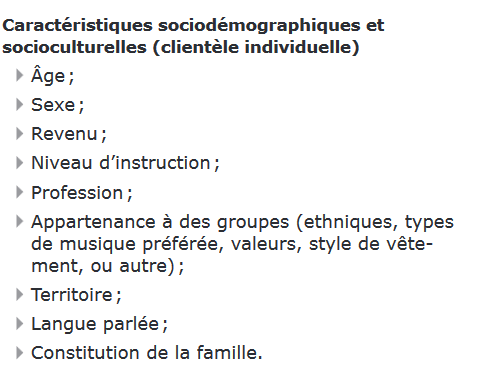 Caractéristiques sociodémographiques et
socioculturelles (clientèle individuelle)
Âge ;
Sexe ;
Revenu ;
Niveau d’instruction ;
Profession ;
Appartenance à des groupes (ethniques, types
de musique préférée, valeurs, style de vête-
ment, ou autre) ;
Territoire ;
Langue parlée ;
Constitution de la famille.